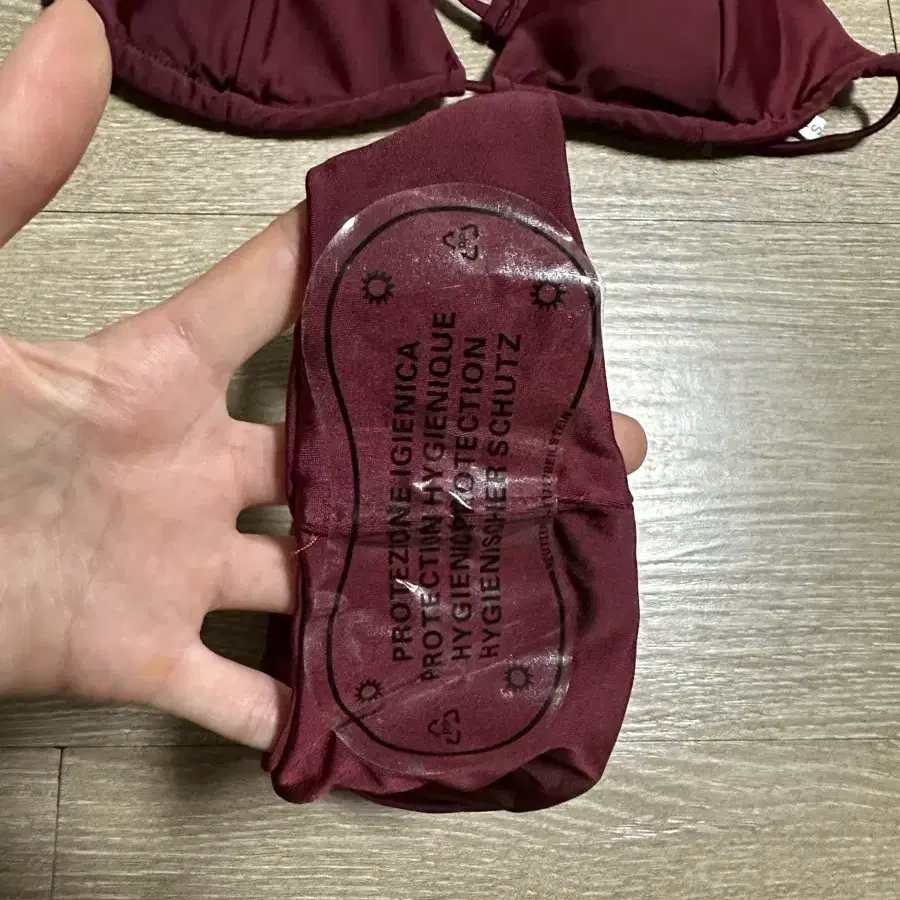 PROTEZIONE IGIENICA
PROTECTION HYGIENIQUE
HYGIENIC PROTECTION
HYGIENISCHER SCHUTZ
S